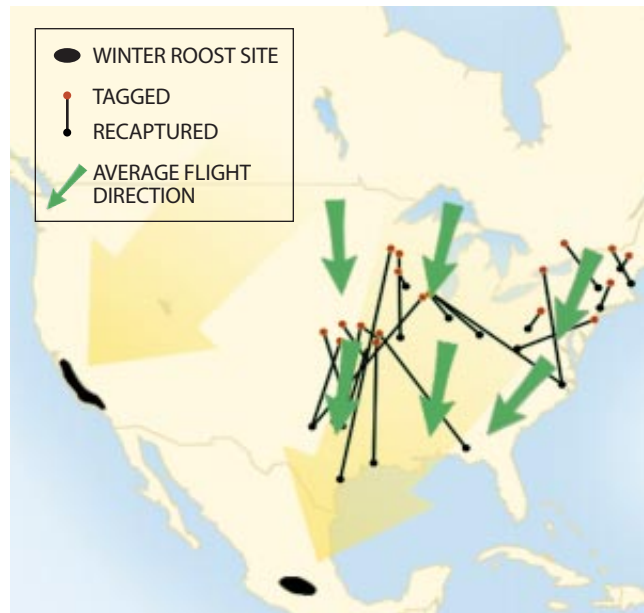 WINTER ROOST SITE
TAGGED
RECAPTURED
AVERAGE FLIGHT
DIRECTION